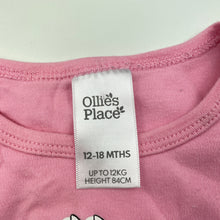 Ollie's
Place
12-18 MTHS
UP TO 12KG
HEIGHT 84CM